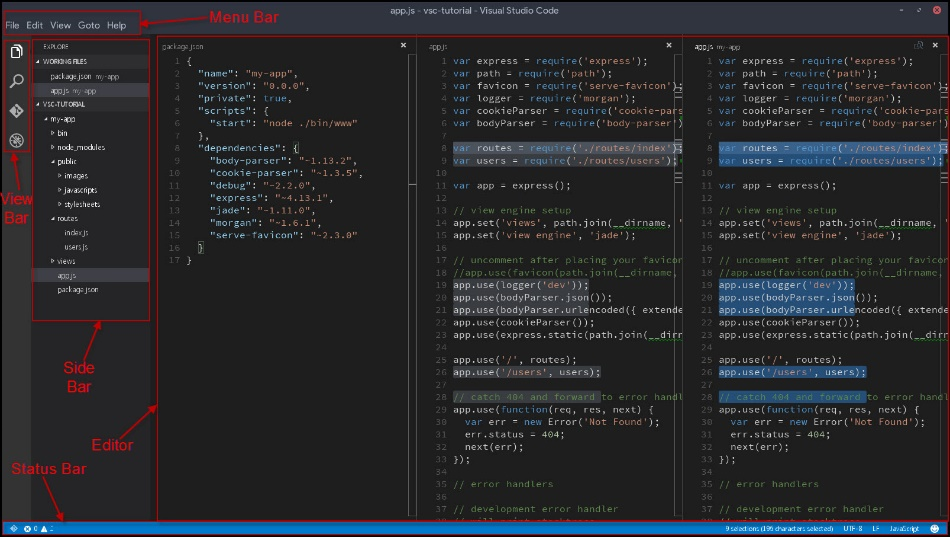 app.js - vsc-tutorial - Visual Studio Code
Menu Bar
File Edit View Goto Help
EXPLORE
WORKING FILES
package.json my-app
app.js my-app
VSC-TUTORIAL
my-app
bin
node_modules
public
images
javascripts
stylesheets
routes
index.js
users.js
views
app.js
package.json
View
Bar
Side
Bar
Editor
Status Bar
package.json
1 {
2 "name": "my-app",
3 "version": "0.0.0",
4 "private": true,
5 "scripts": {
6 "start": "node ./bin/www"
7 },
8 "dependencies": {
9 "body-parser": "~1.13.2",
10 "cookie-parser": "~1.3.5",
11 "debug": "~2.2.0",
12 "express": "~4.13.1",
13 "jade": "~1.11.0",
14 "morgan": "~1.6.1",
15 "serve-favicon": "~2.3.0"
16 }
17 }
app.js
1 var express = require('express');
2 var path = require('path');
3 var favicon = require('serve-favicon');
4 var logger = require('morgan');
5 var cookieParser = require('cookie-pars
6 var bodyParser = require('body-parser')
7
8 var routes = require('./routes/index');
9 var users = require('./routes/users');
10
11 var app = express();
12
13 // view engine setup
14 app.set('views', path.join(__dirname, '
15 app.set('view engine', 'jade');
16
17 // uncomment after placing your favicon
18 //app.use(favicon(path.join(__dirname,
19 app.use(logger('dev'));
20 app.use(bodyParser.json());
21 app.use(bodyParser.urlencoded({ extende
22 app.use(cookieParser());
23 app.use(express.static(path.join(__dirn
24
25 app.use('/', routes);
26 app.use('/users', users);
27
28 // catch 404 and forward to error handl
29 app.use(function(req, res, next) {
30 var err = new Error('Not Found');
31 err.status = 404;
32 next(err);
33 });
34
35 // error handlers
36
37 // development error handler
38 // will print stacktrace
app.js my-app
1 var express = require('express');
2 var path = require('path');
3 var favicon = require('serve-favicon');
4 var logger = require('morgan');
5 var cookieParser = require('cookie-pars
6 var bodyParser = require('body-parser')
7
8 var routes = require('./routes/index');
9 var users = require('./routes/users');
10
11 var app = express();
12
13 // view engine setup
14 app.set('views', path.join(__dirname, '
15 app.set('view engine', 'jade');
16
17 // uncomment after placing your favicon
18 //app.use(favicon(path.join(__dirname,
19 app.use(logger('dev'));
20 app.use(bodyParser.json());
21 app.use(bodyParser.urlencoded({ extende
22 app.use(cookieParser());
23 app.use(express.static(path.join(__dirn
24
25 app.use('/', routes);
26 app.use('/users', users);
27
28 // catch 404 and forward to error handl
29 app.use(function(req, res, next) {
30 var err = new Error('Not Found');
31 err.status = 404;
32 next(err);
33 });
34
35 // error handlers
36
37 // development error handler
38 // will print stacktrace
0
9 selections (196 characters selected) UTF-8 LF JavaScript